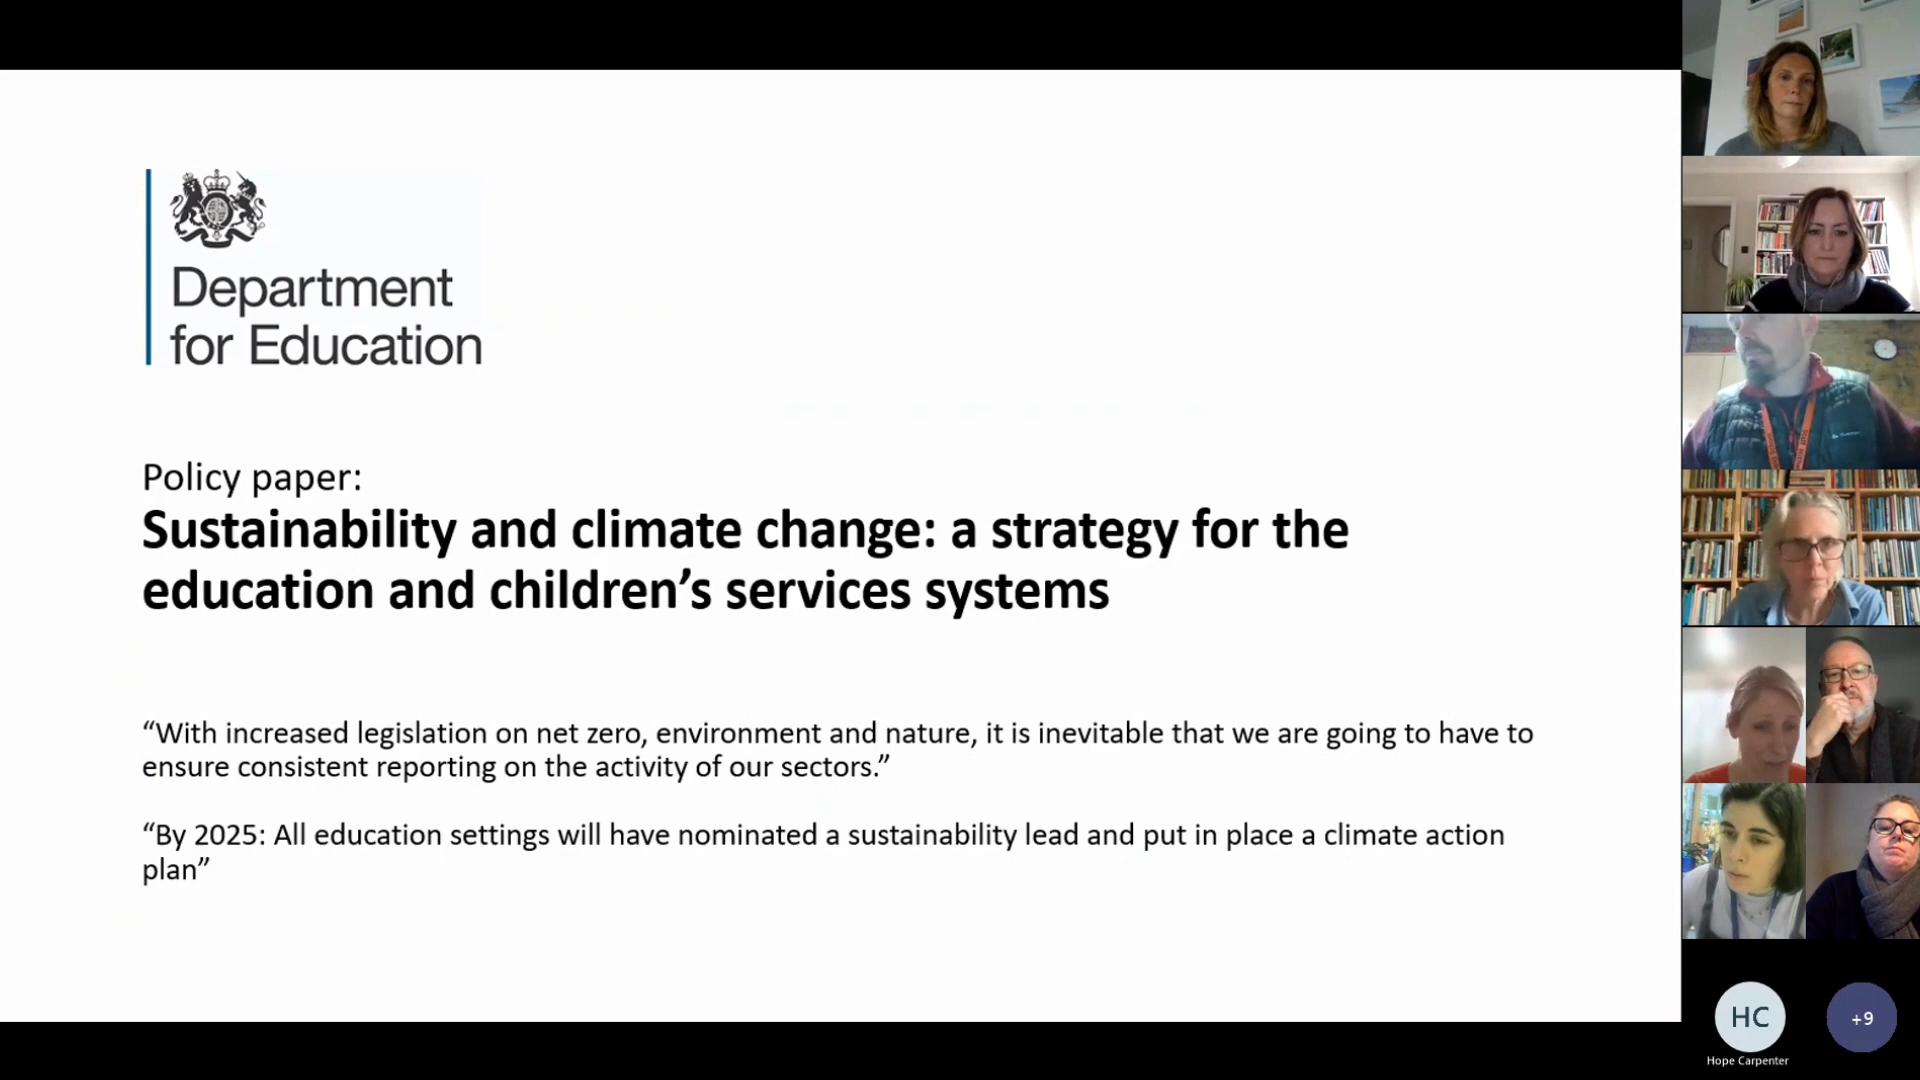 Department
for Education
Policy paper:
Sustainability and climate change: a strategy for the
education and children’s services systems
“With increased legislation on net zero, environment and nature, it is inevitable that we are going to have to
ensure consistent reporting on the activity of our sectors.”
“By 2025: All education settings will have nominated a sustainability lead and put in place a climate action
plan”
HC
+9
Hope Carpenter